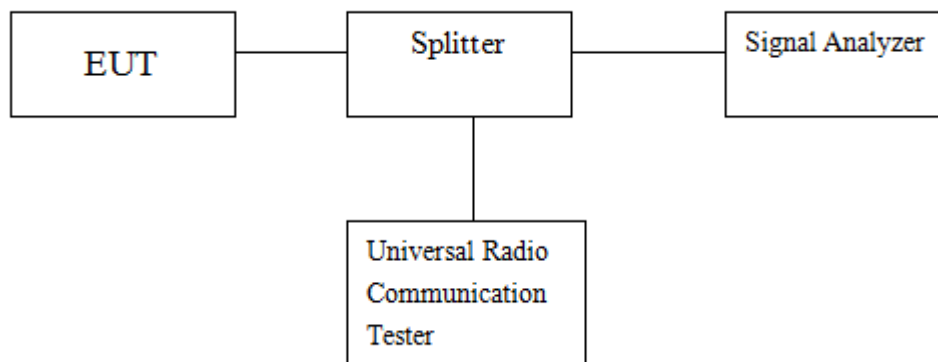 EUT
Splitter
Signal Analyzer
Universal Radio
Communication
Tester